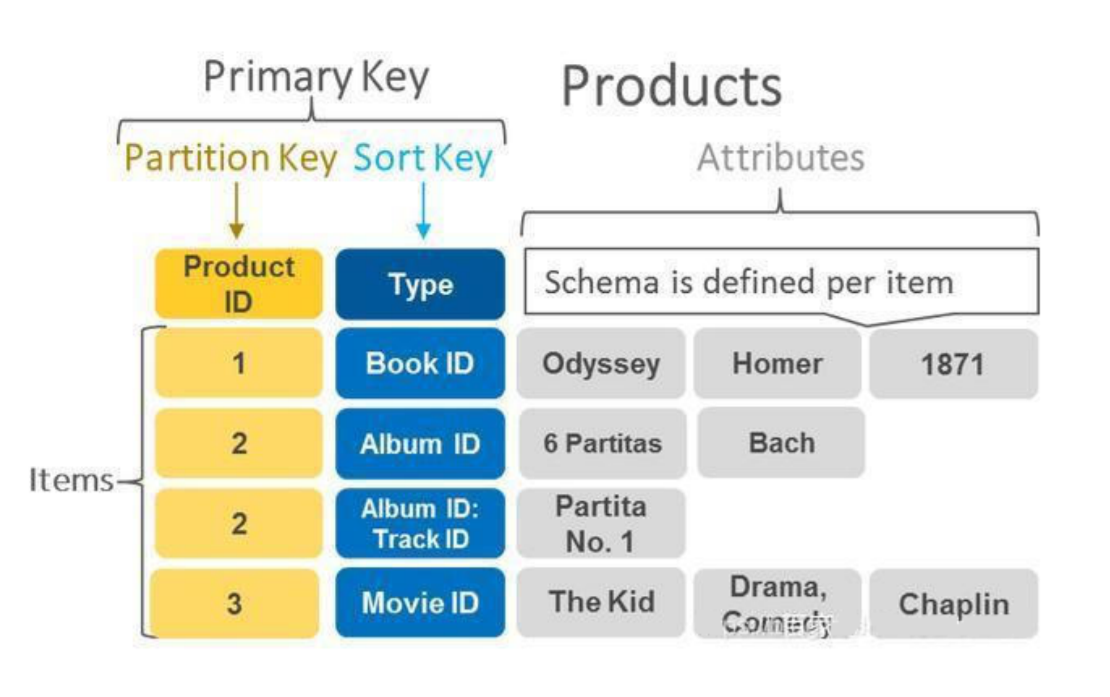 Primary Key
Products
Partition Key Sort Key
Attributes
Product
ID
Type
Schema is defined per item
1
Book ID
Odyssey
Homer
1871
2
Album ID
6 Partitas
Bach
Items
2
Album ID:
Track ID
Partita
No. 1
3
Movie ID
The Kid
Drama,
Comedy
Chaplin